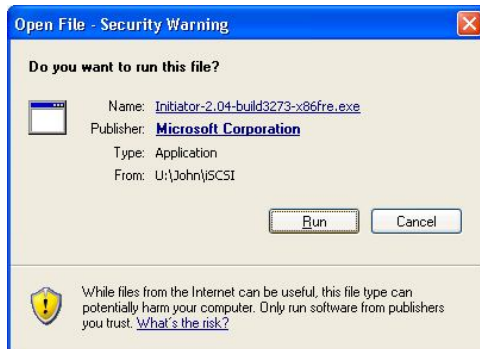 Open File - Security Warning
Do you want to run this file?
Name: Initiator-2.04-build3273-x86fre.exe
Publisher: Microsoft Corporation
Type: Application
From: U:\John\iSCSI
Run Cancel
While files from the Internet can be useful, this file type can
potentially harm your computer. Only run software from publishers
you trust. What's the risk?